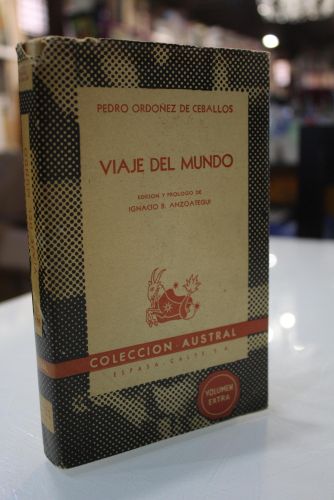 PEDRO ORDOÑEZ DE CEBALLOS
VIAJE DEL MUNDO
EDICION Y PROLOGO DE
IGNACIO B. ANZOATEGUI
COLECCION · AUSTRAL
ESPASA-CALPE, S. A.
VOLUMEN
EXTRA